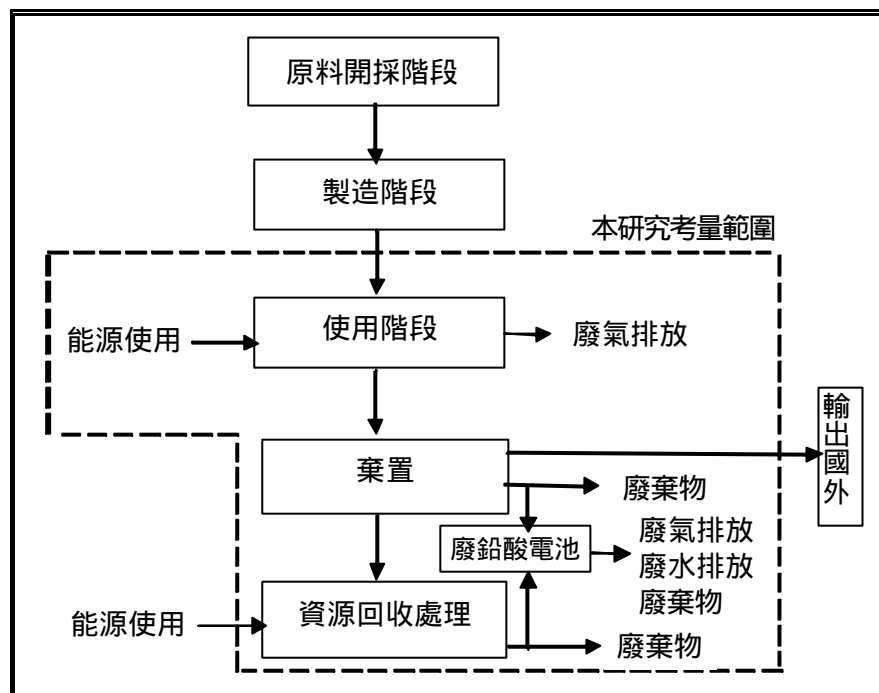 原料開採階段
製造階段
本研究考量範圍
能源使用
使用階段
廢氣排放
輸出國外
棄置
廢棄物
廢鉛酸電池
廢氣排放
廢水排放
廢棄物
能源使用
資源回收處理
廢棄物